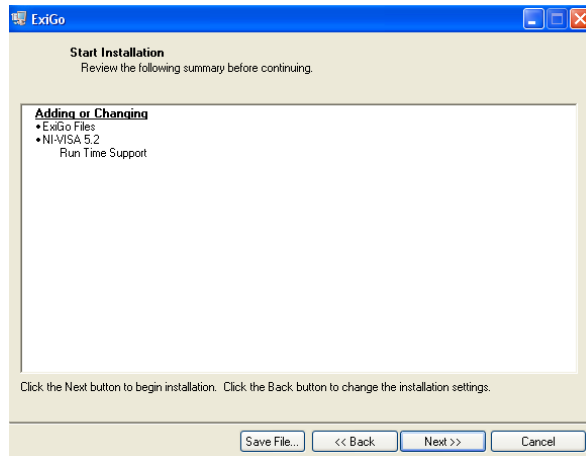 ExiGo
Start Installation
Review the following summary before continuing.
Adding or Changing
•ExiGo Files
•NI-VISA 5.2
Run Time Support
Click the Next button to begin installation.  Click the Back button to change the installation settings.
Save File...
<< Back
Next >>
Cancel